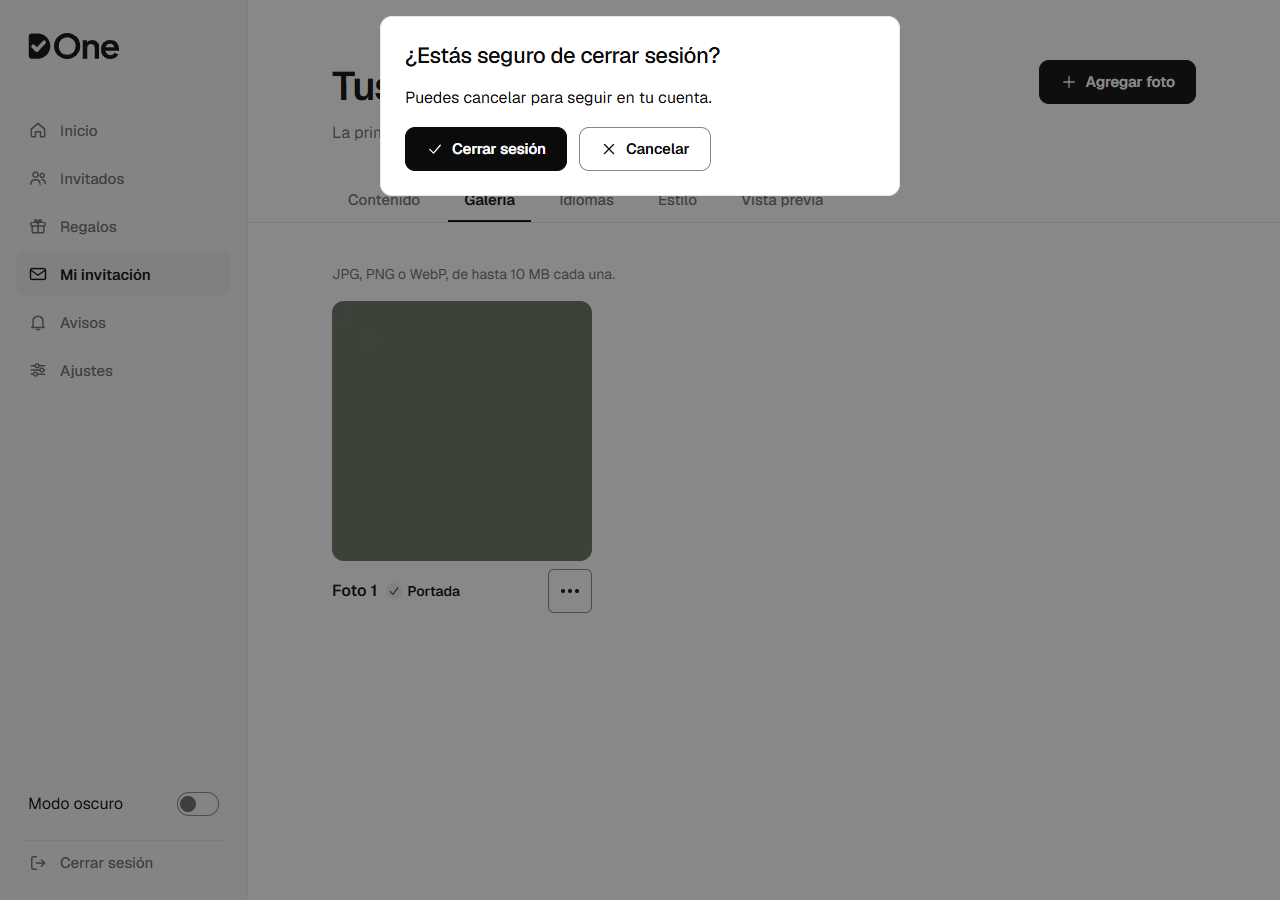 DOne
Inicio
Invitados
Regalos
Mi invitación
Avisos
Ajustes
Modo oscuro
Cerrar sesión
¿Estás seguro de cerrar sesión?
Puedes cancelar para seguir en tu cuenta.
Cerrar sesión
Cancelar
Tus
La
Agregar foto
Contenido
Galería
Idiomas
Estilo
Vista previa
JPG, PNG o WebP, de hasta 10 MB cada una.
Foto 1
Portada